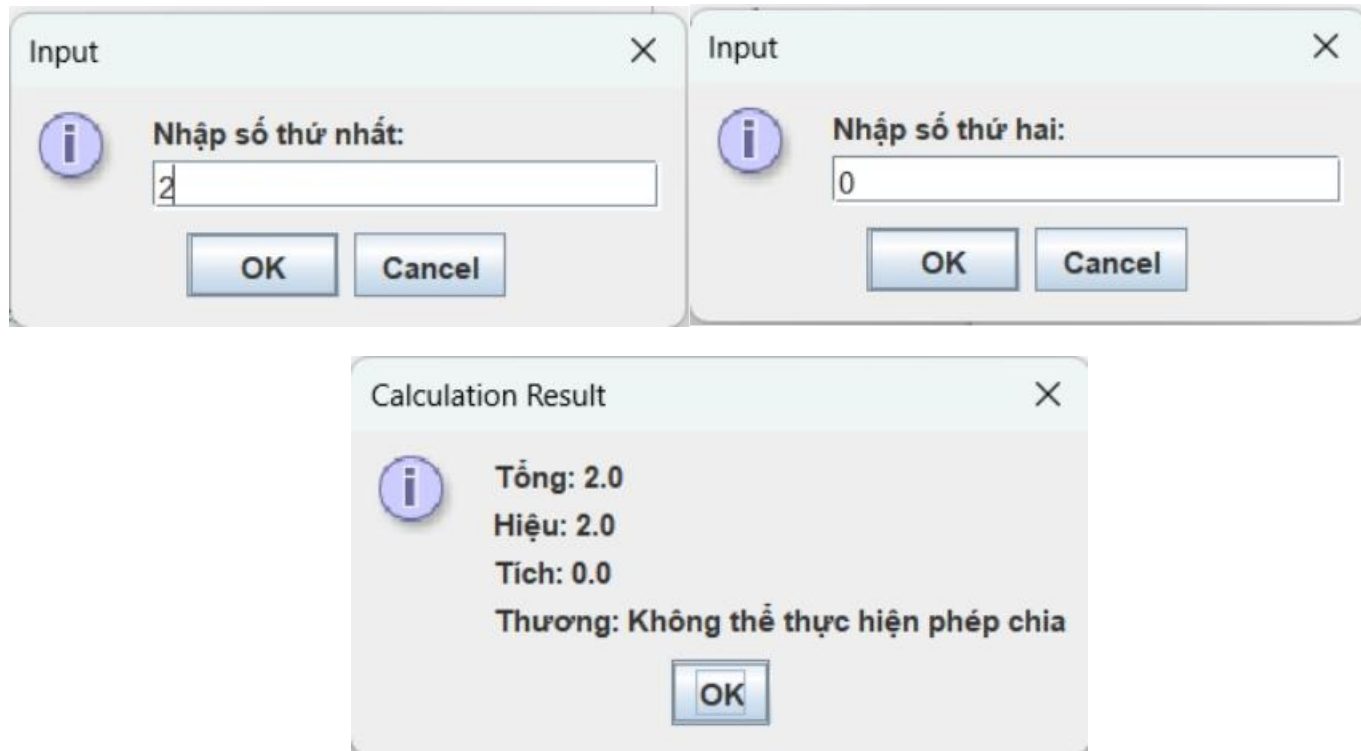 Input
Nhập số thứ nhất:
2
OK Cancel
Input
Nhập số thứ hai:
0
OK Cancel
Calculation Result
Tổng: 2.0
Hiệu: 2.0
Tích: 0.0
Thương: Không thể thực hiện phép chia
OK